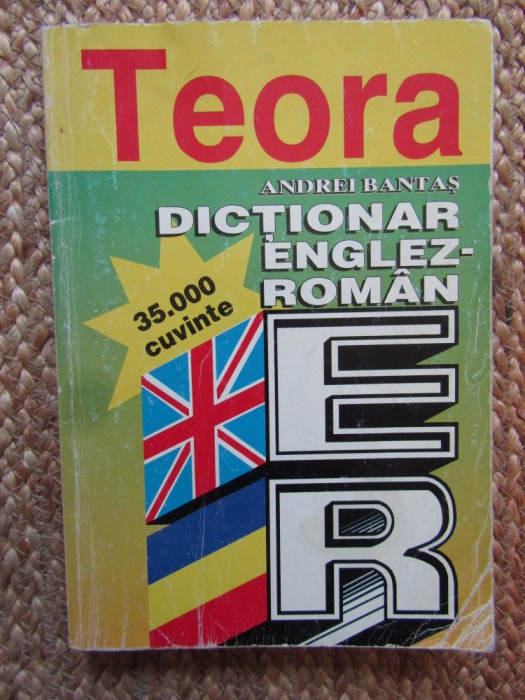 Teora
ANDREI BANTAȘ
DICȚIONAR
ENGLEZ-
ROMÂN
35.000
cuvinte
E
R